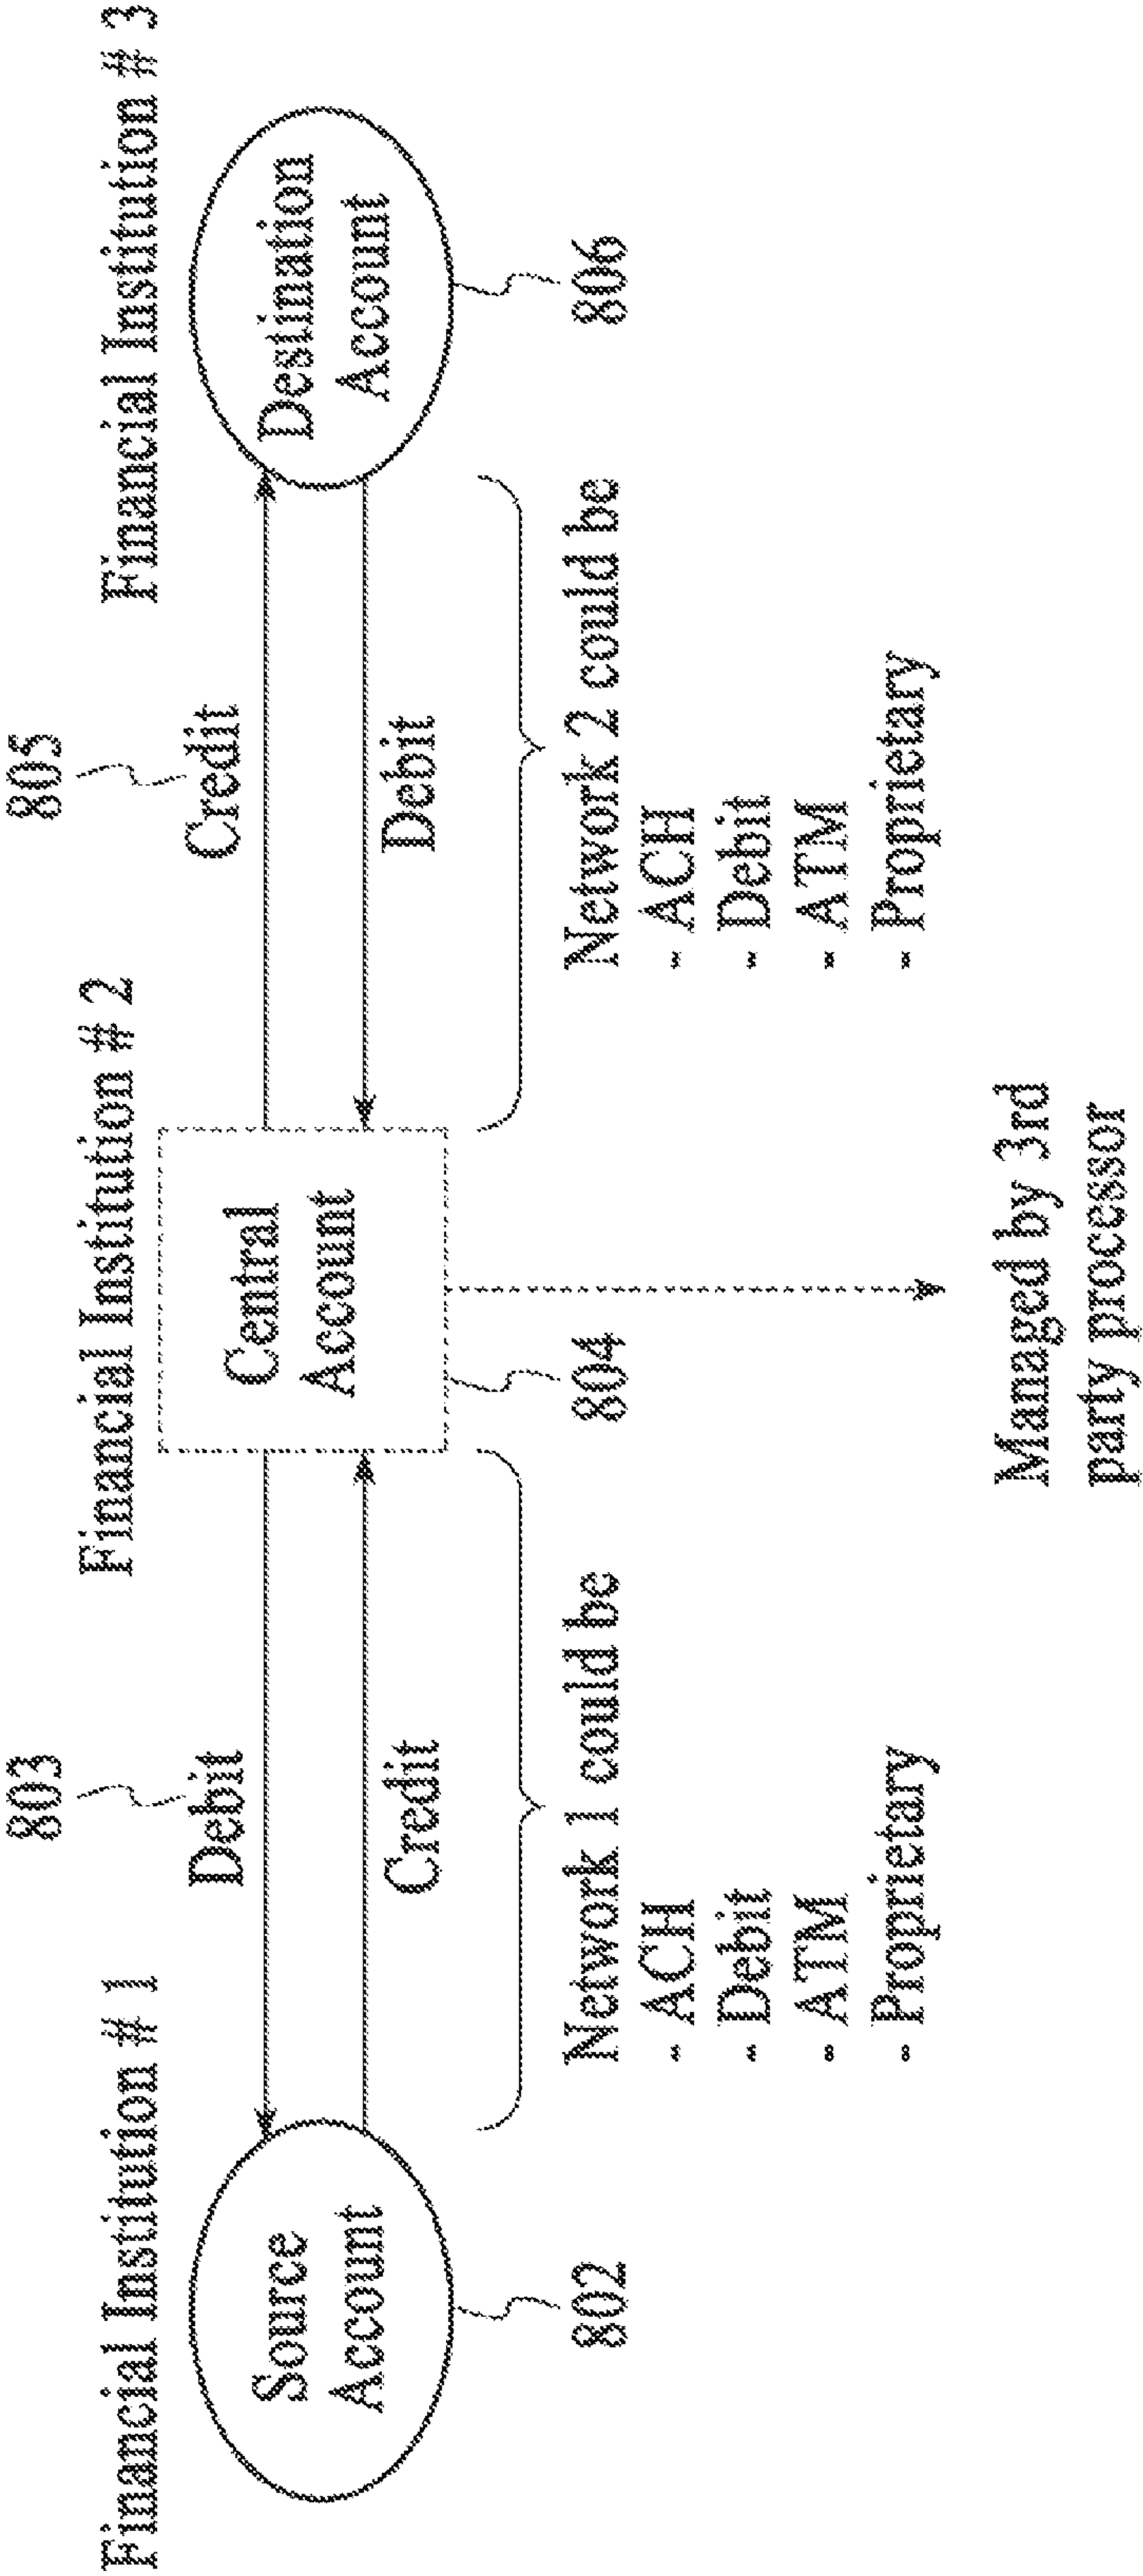 Financial Institution # 1
Financial Institution # 2
Financial Institution # 3
803
805
Debit
Credit
Source
Account
Central
Account
Destination
Account
Credit
Debit
802
804
806
Network 1 could be
- ACH
- Debit
- ATM
- Proprietary
Network 2 could be
- ACH
- Debit
- ATM
- Proprietary
Managed by 3rd
party processor